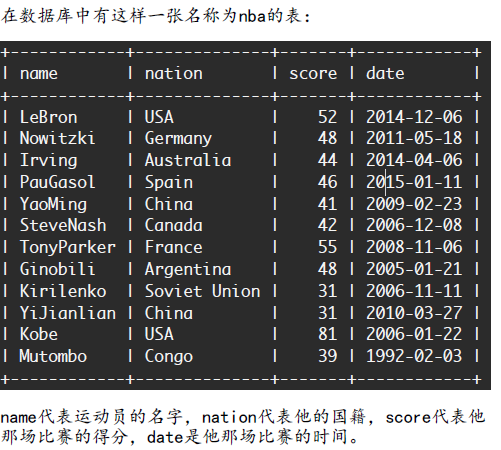 在数据库中有这样一张名称为nba的表：
+------------+--------------+-------+------------+
| name       | nation       | score | date       |
+------------+--------------+-------+------------+
| LeBron     | USA          |    52 | 2014-12-06 |
| Nowitzki   | Germany      |    48 | 2011-05-18 |
| Irving     | Australia    |    44 | 2014-04-06 |
| PauGasol   | Spain        |    46 | 2015-01-11 |
| YaoMing    | China        |    41 | 2009-02-23 |
| SteveNash  | Canada       |    42 | 2006-12-08 |
| TonyParker | France       |    55 | 2008-11-06 |
| Ginobili   | Argentina    |    48 | 2005-01-21 |
| Kirilenko  | Soviet Union |    31 | 2006-11-11 |
| YiJianlian | China        |    31 | 2010-03-27 |
| Kobe       | USA          |    81 | 2006-01-22 |
| Mutombo    | Congo        |    39 | 1992-02-03 |
+------------+--------------+-------+------------+
name代表运动员的名字，nation代表他的国籍，score代表他
那场比赛的得分，date是他那场比赛的时间。